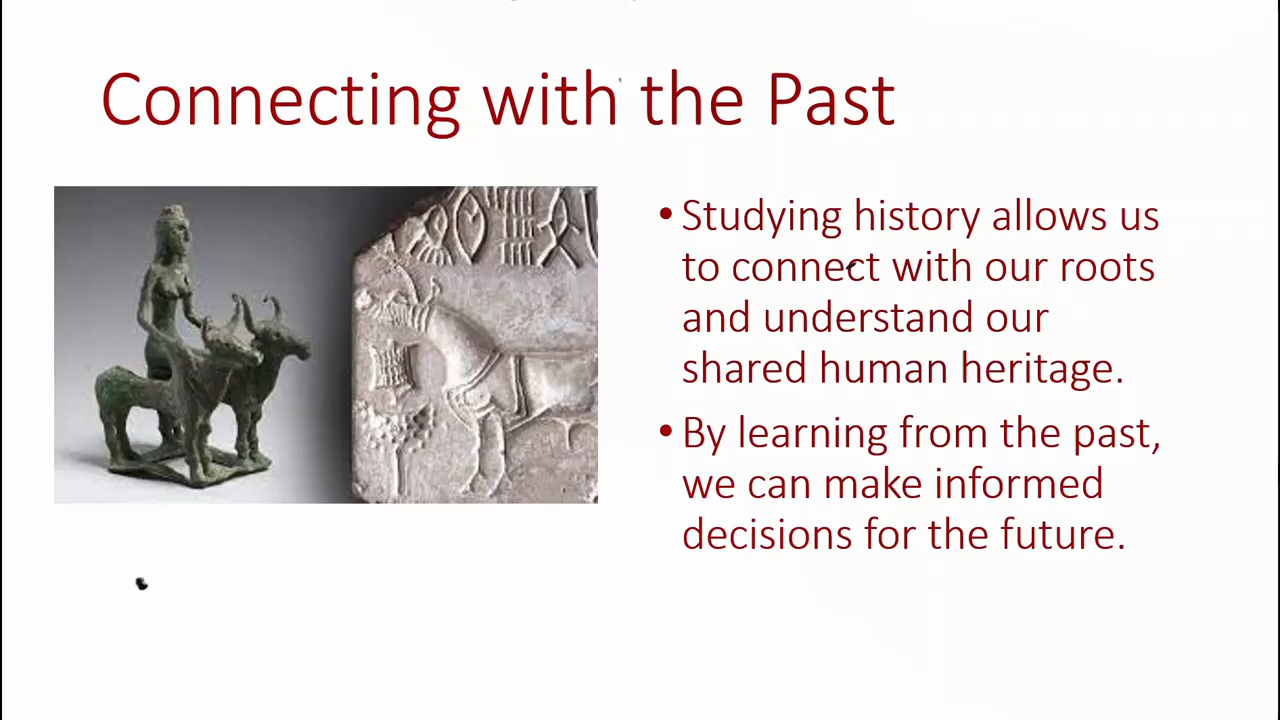 Connecting with the Past
• Studying history allows us
to connect with our roots
and understand our
shared human heritage.
• By learning from the past,
we can make informed
decisions for the future.